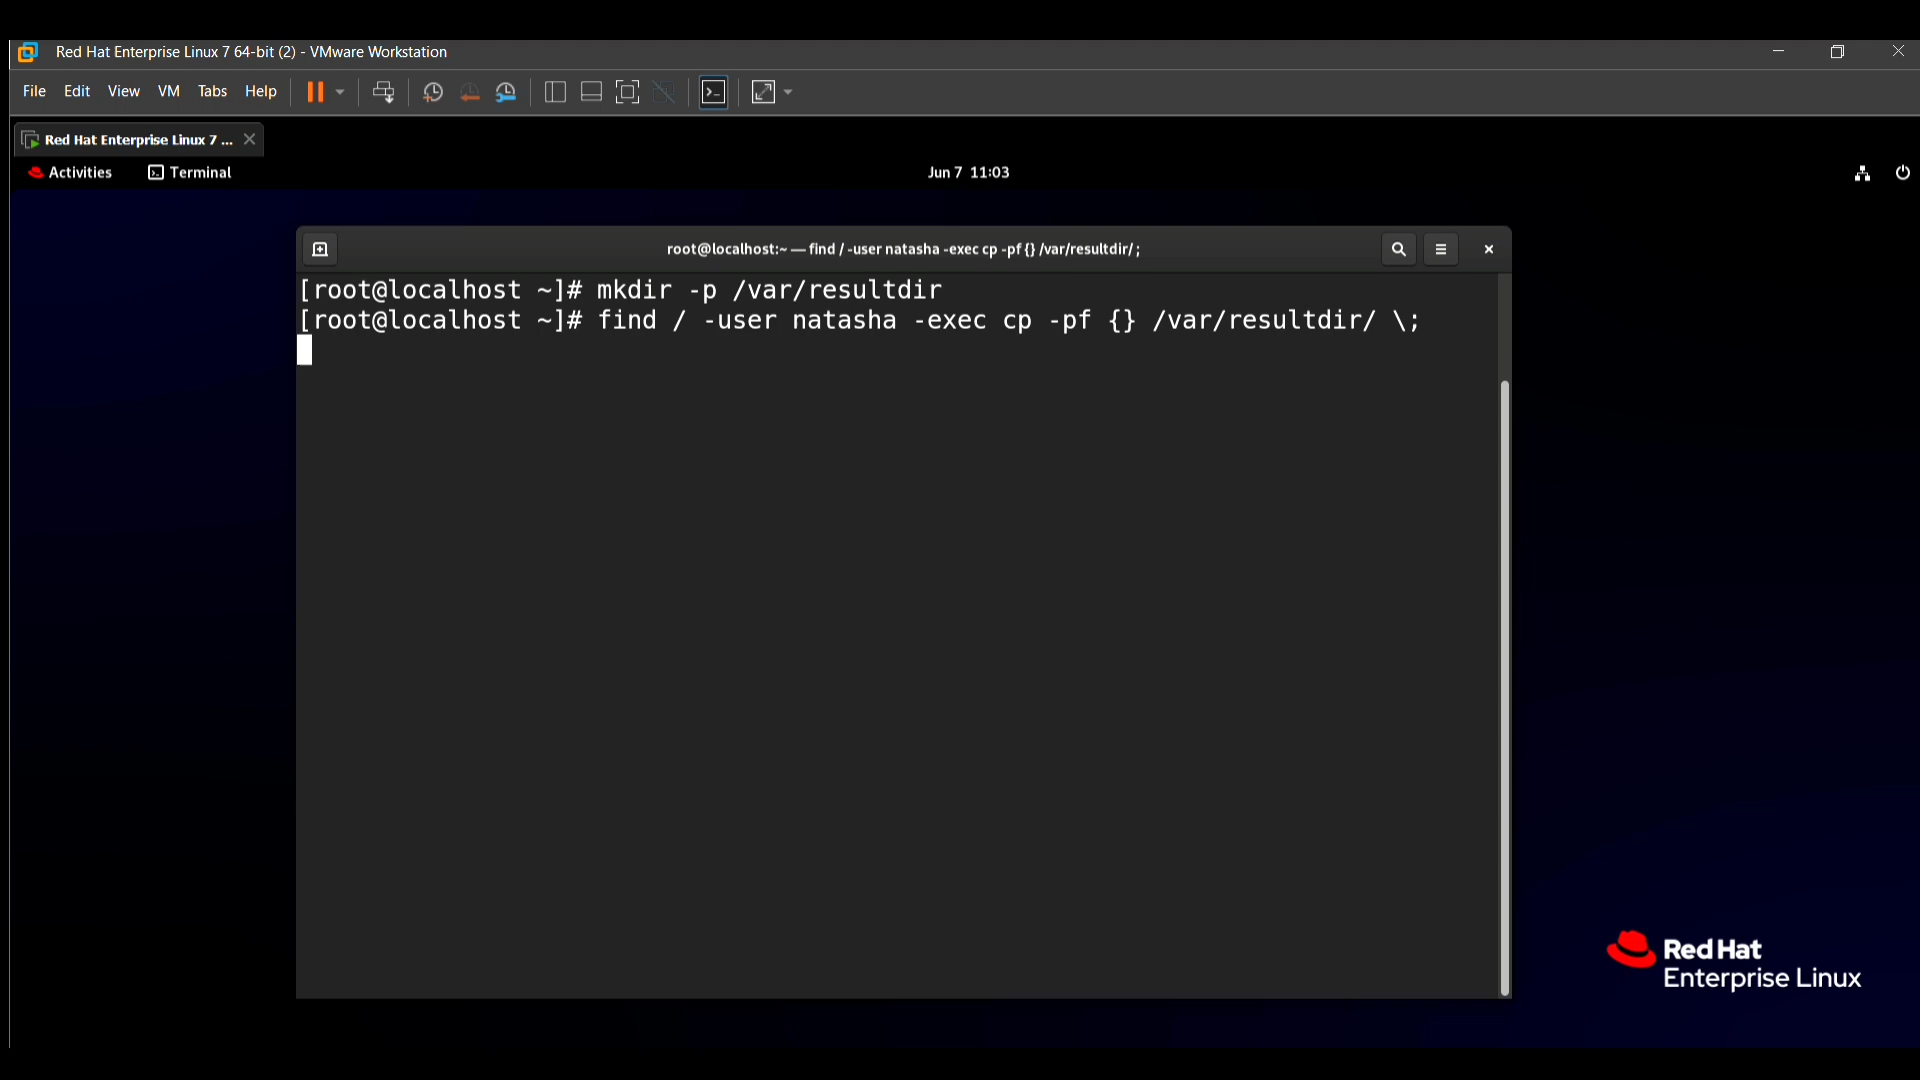 Red Hat Enterprise Linux 7 64-bit (2) - VMware Workstation
File Edit View VM Tabs Help
Red Hat Enterprise Linux 7 ...
Activities Terminal Jun 7 11:03
root@localhost:~ — find / -user natasha -exec cp -pf {} /var/resultdir/ ;
[root@localhost ~]# mkdir -p /var/resultdir
[root@localhost ~]# find / -user natasha -exec cp -pf {} /var/resultdir/ \;
Red Hat
Enterprise Linux